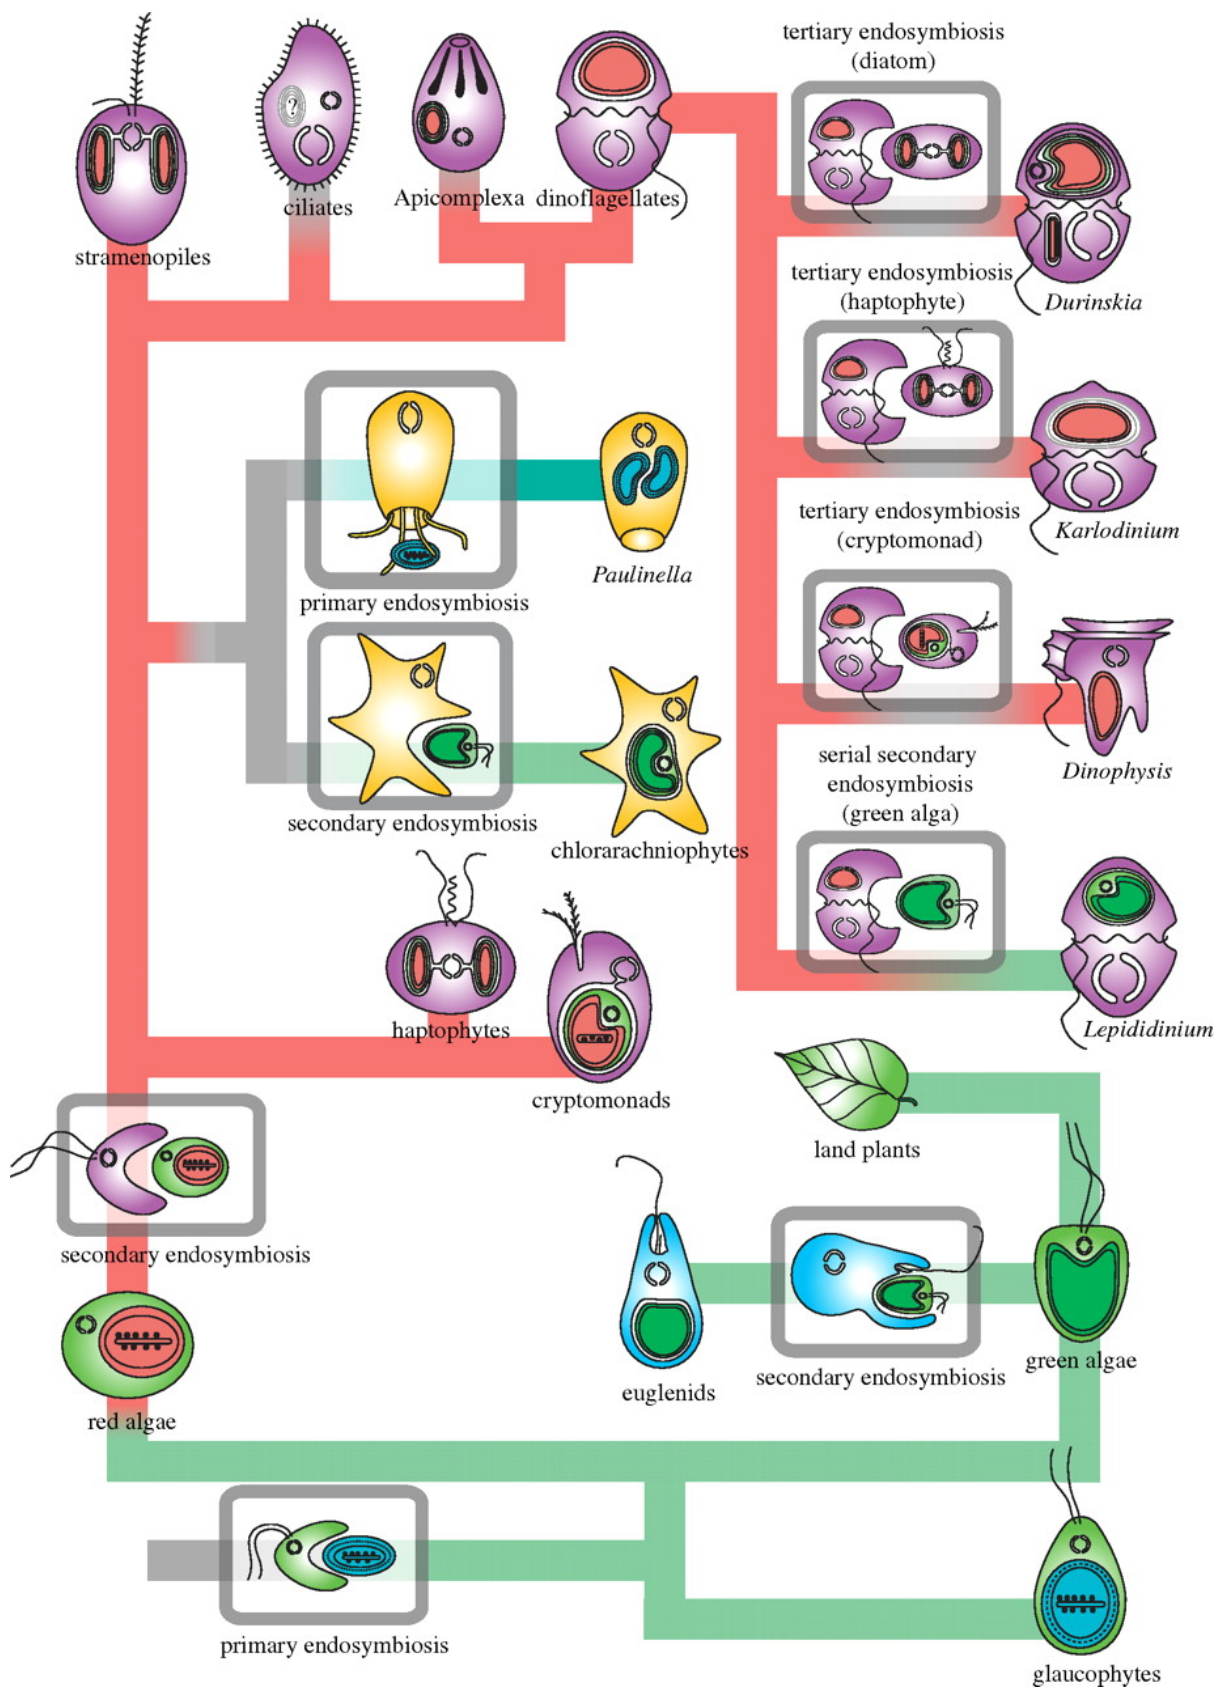 tertiary endosymbiosis
(diatom)
stramenopiles
ciliates
?
Apicomplexa
dinoflagellates
Durinskia
tertiary endosymbiosis
(haptophyte)
Karlodinium
primary endosymbiosis
Paulinella
tertiary endosymbiosis
(cryptomonad)
Dinophysis
secondary endosymbiosis
chlorarachniophytes
serial secondary
endosymbiosis
(green alga)
Lepididinium
haptophytes
cryptomonads
land plants
secondary endosymbiosis
red algae
euglenids
secondary endosymbiosis
green algae
primary endosymbiosis
glaucophytes